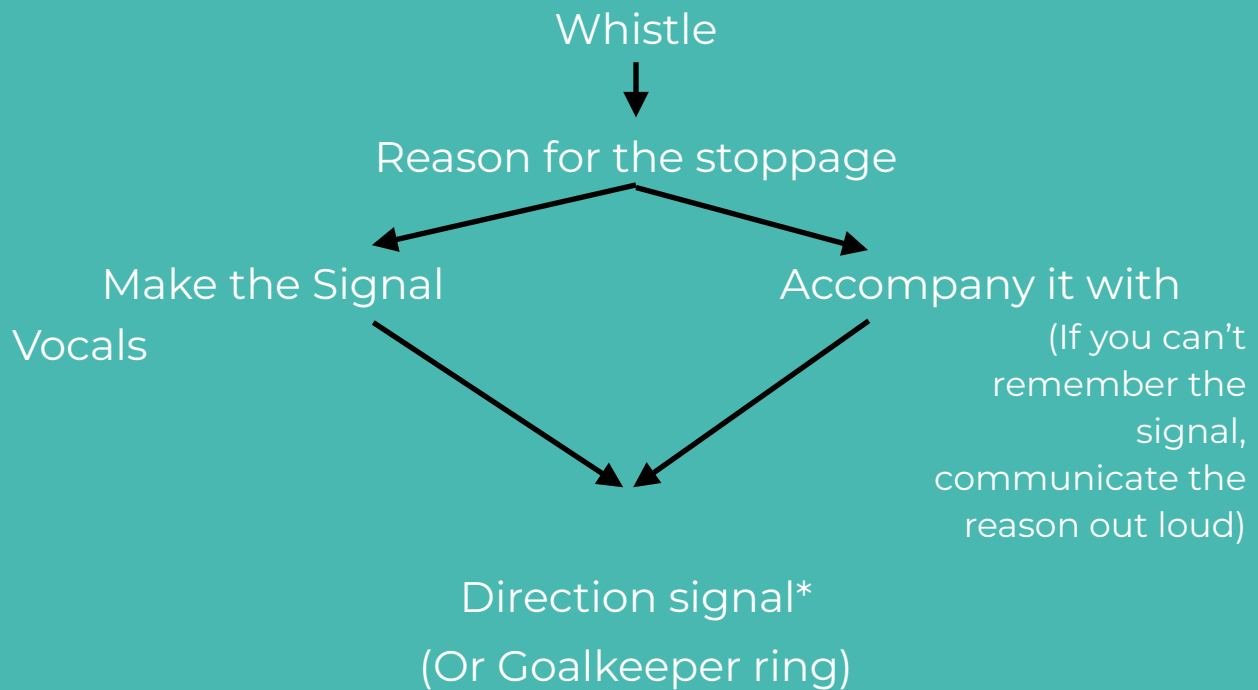 Whistle
Reason for the stoppage
Make the Signal
Accompany it with
Vocals
(If you can’t
remember the
signal,
communicate the
reason out loud)
Direction signal*
(Or Goalkeeper ring)